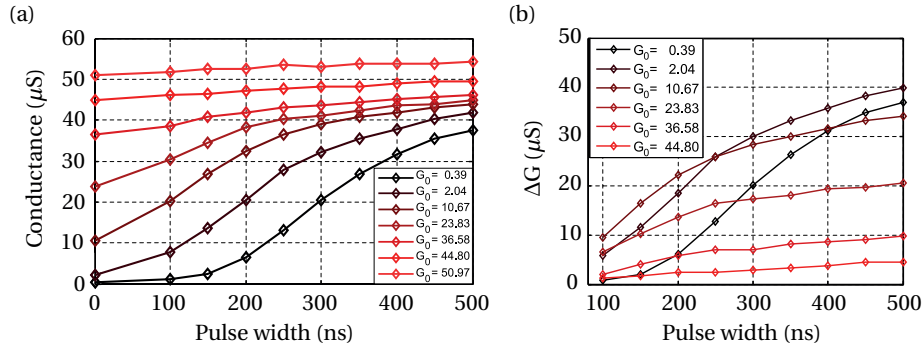 (a)
Conductance (µS)
60
50
40
30
20
10
0
0
100
200
300
400
500
Pulse width (ns)
G0= 0.39
G0= 2.04
G0= 10,67
G0= 23.83
G0= 36.58
G0= 44.80
G0= 50.97
(b)
ΔG (µS)
50
40
30
20
10
0
100
200
300
400
500
Pulse width (ns)
G0= 0.39
G0= 2.04
G0= 10.67
G0= 23.83
G0= 36.58
G0= 44.80